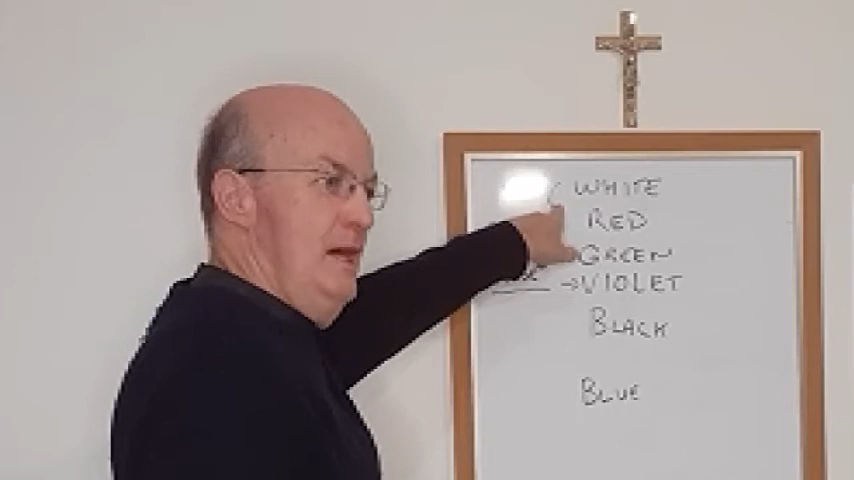 WHITE
RED
GREEN
→VIOLET
BLACK
BLUE